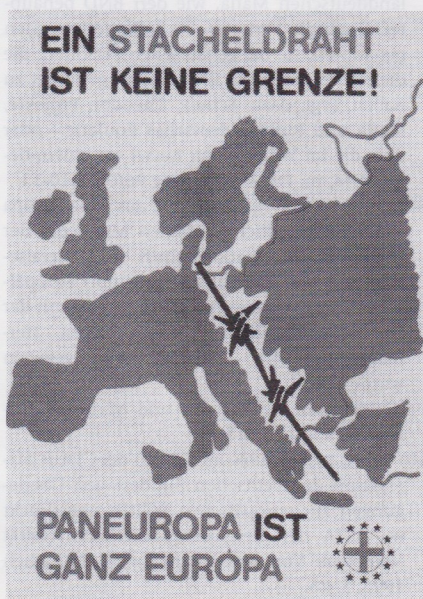 EIN STACHELDRAHT
IST KEINE GRENZE!
PANEUROPA IST
GANZ EUROPA